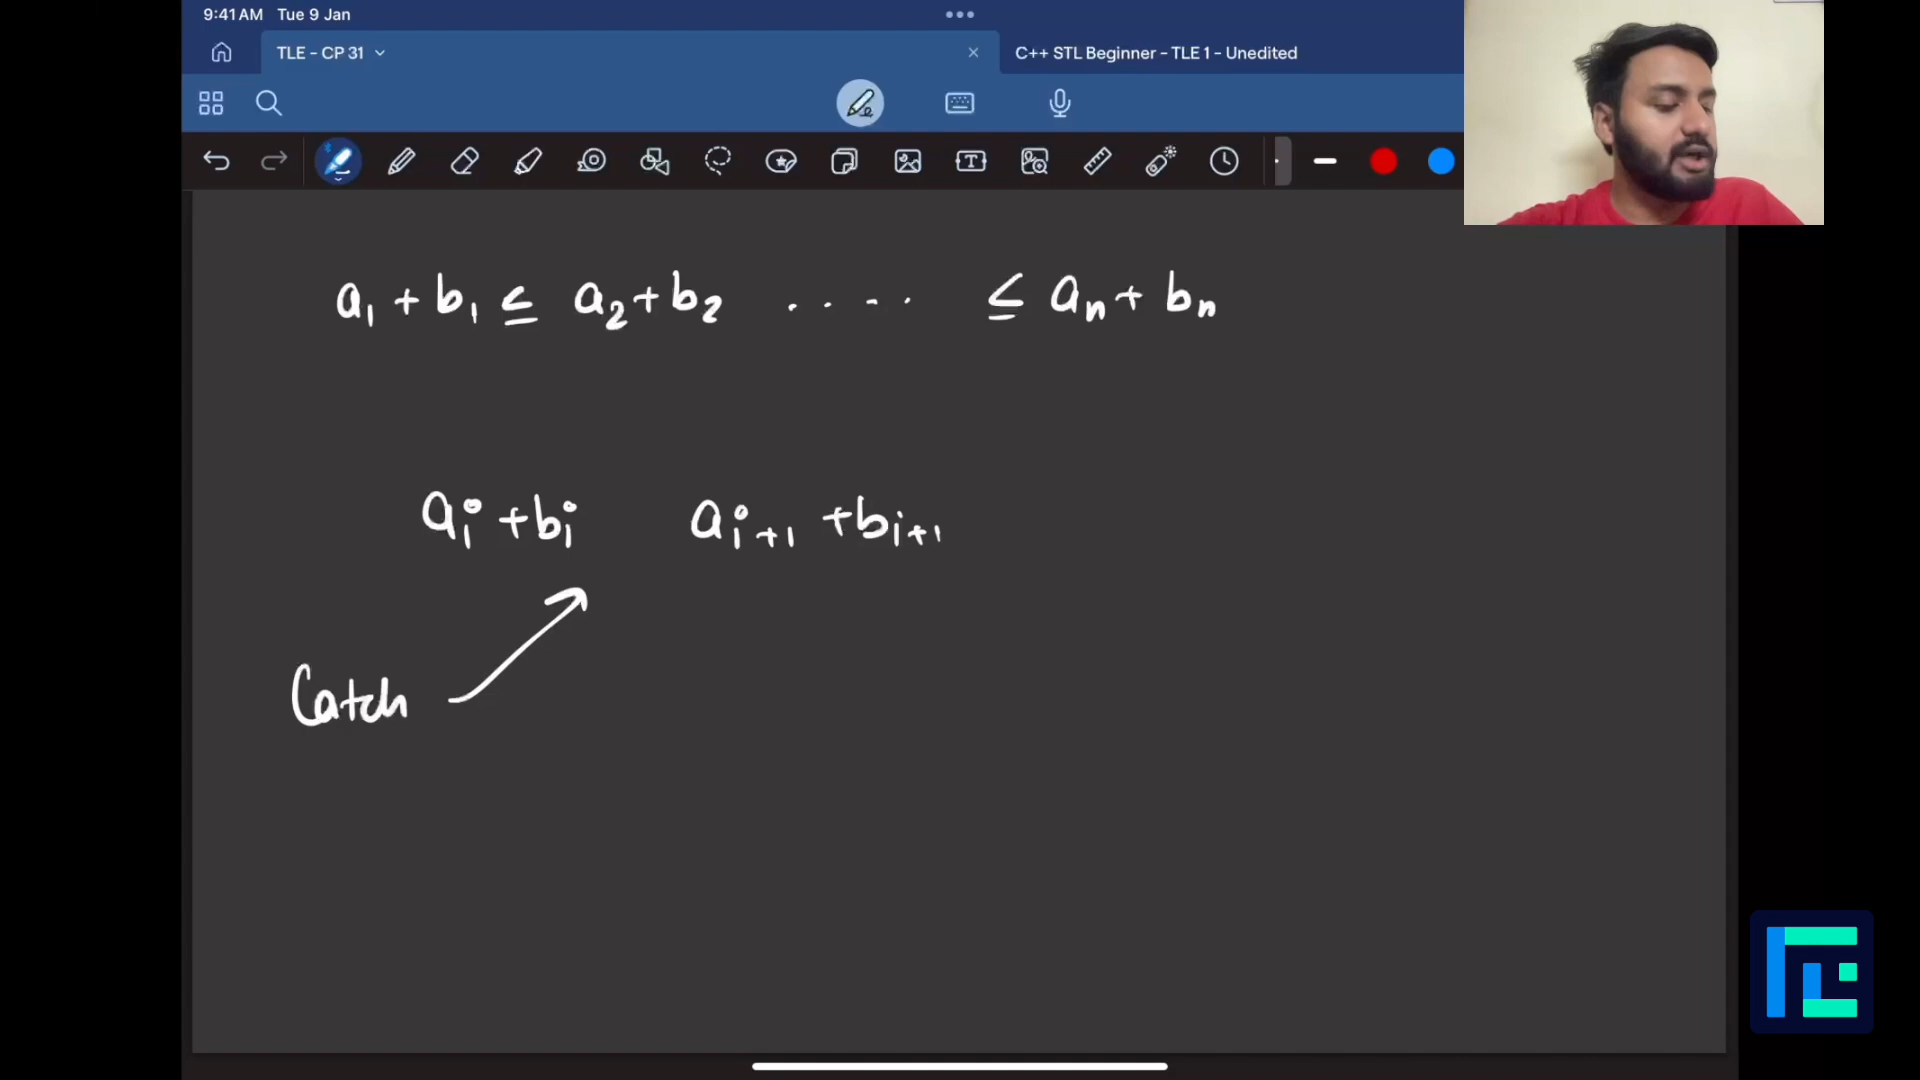 9:41 AM Tue 9 Jan
TLE - CP 31
C++ STL Beginner - TLE 1 - Unedited
a₁ + b₁ ≤ a₂ + b₂ ..... ≤ aₙ + bₙ
aᵢ + bᵢ aᵢ₊₁ + bᵢ₊₁
Catch